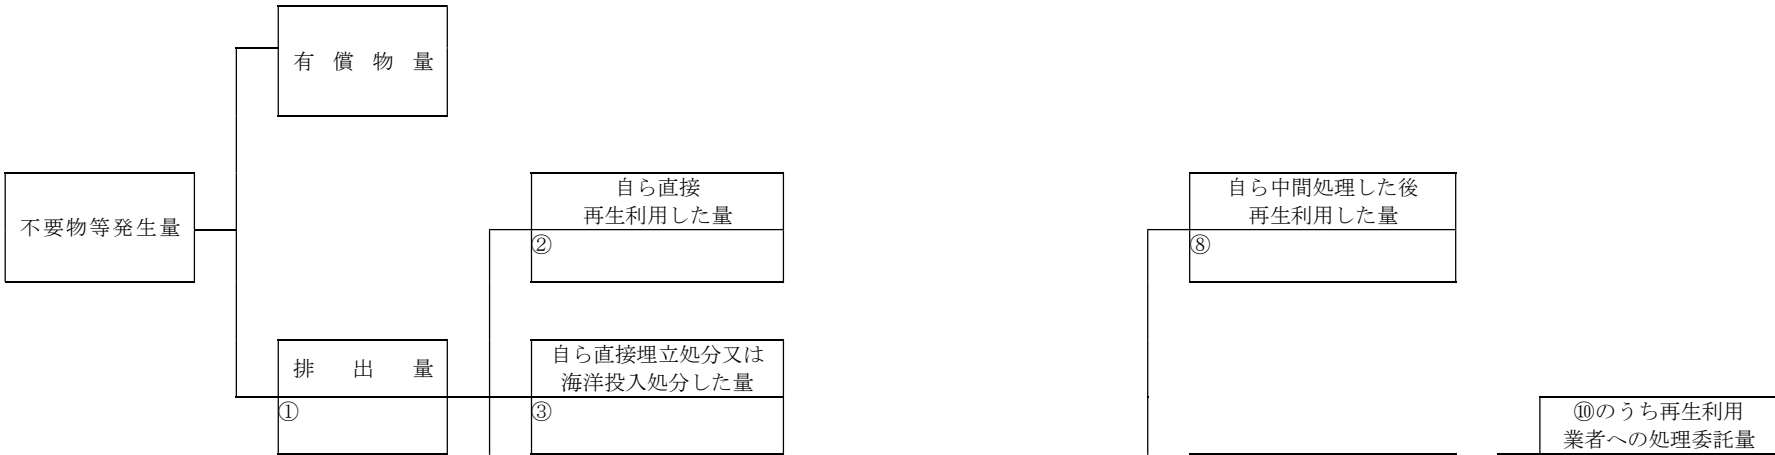 有償物量
不要物等発生量
自ら直接
再生利用した量
②
自ら中間処理した後
再生利用した量
⑧
排出量
①
自ら直接埋立処分又は
海洋投入処分した量
③
⑩のうち再生利用
業者への処理委託量